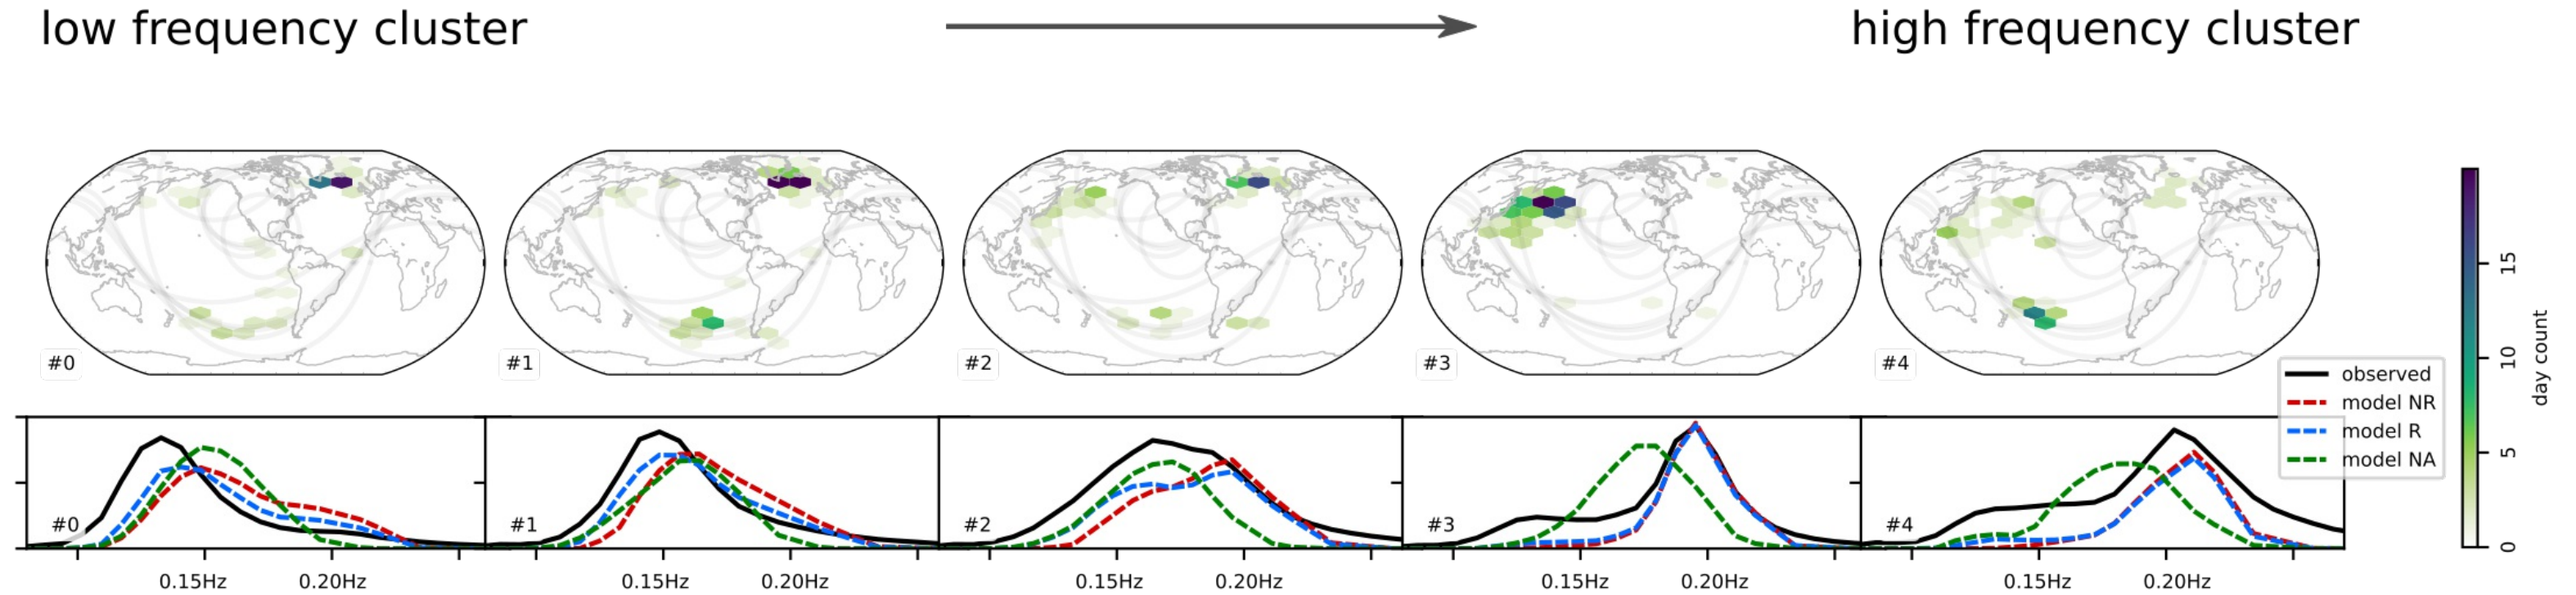 low frequency cluster
high frequency cluster
#0
#1
#2
#3
#4
15
10
5
0
day count
observed
model NR
model R
model NA
#0
#1
#2
#3
#4
0.15Hz
0.20Hz
0.15Hz
0.20Hz
0.15Hz
0.20Hz
0.15Hz
0.20Hz
0.15Hz
0.20Hz